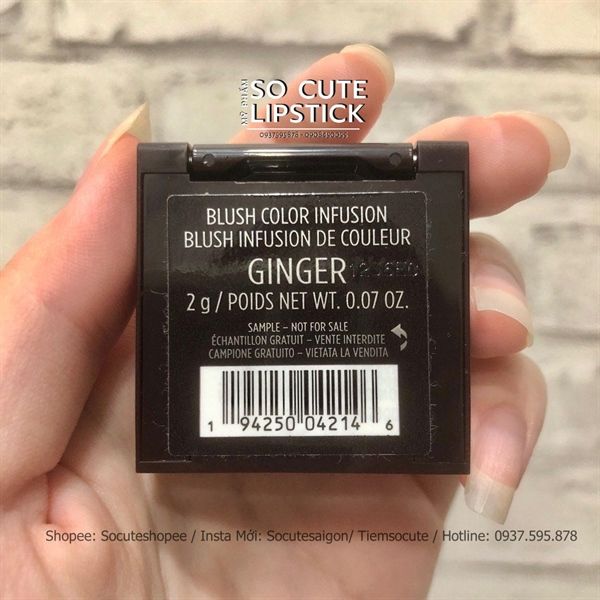 MỸ PHẨM
SO CUTE
LIPSTICK
BLUSH COLOR INFUSION
BLUSH INFUSION DE COULEUR
GINGER
2 g / POIDS NET WT. 0.07 OZ.
SAMPLE – NOT FOR SALE
ÉCHANTILLON GRATUIT – VENTE INTERDITE
CAMPIONE GRATUITO – VIETATA LA VENDITA
1 94250 04214 6
Shopee: Socuteshopee / Insta Mới: Socutesaigon/ Tiemsocute / Hotline: 0937.595.878